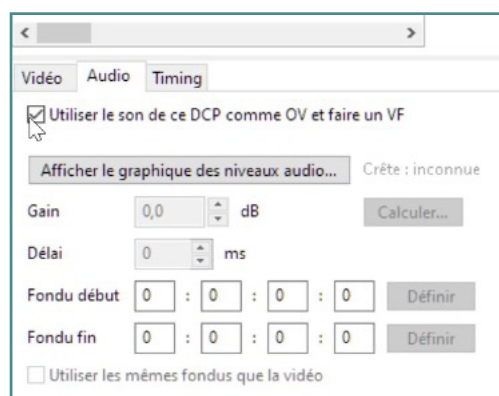 Vidéo Audio Timing
Utiliser le son de ce DCP comme OV et faire un VF
Afficher le graphique des niveaux audio... Crête : inconnue
Gain 0,0 dB Calculer...
Délai 0 ms
Fondu début 0 : 0 : 0 : 0 Définir
Fondu fin 0 : 0 : 0 : 0 Définir
Utiliser les mêmes fondus que la vidéo